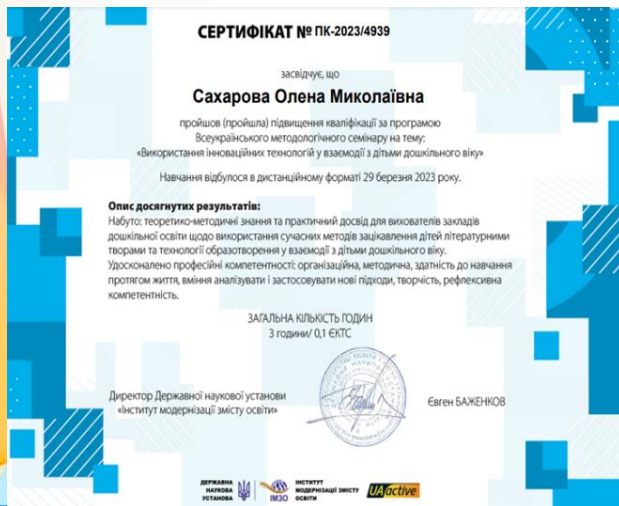 СЕРТИФІКАТ № ПК-2023/4939
засвідчує, що
Сахарова Олена Миколаївна
пройшов (пройшла) підвищення кваліфікації за програмою
Всеукраїнського методологічного семінару на тему:
«Використання інноваційних технологій у взаємодії з дітьми дошкільного віку»
Навчання відбулося в дистанційному форматі 29 березня 2023 року.
Опис досягнутих результатів:
Набуто: теоретико-методичні знання та практичний досвід для вихователів закладів
дошкільної освіти щодо використання сучасних методів зацікавлення дітей літературними
творами та технології образотворення у взаємодії з дітьми дошкільного віку.
Удосконалено професійні компетентності: організаційна, методична, здатність до навчання
протягом життя, вміння аналізувати і застосовувати нові підходи, творчість, рефлексивна
компетентність.
ЗАГАЛЬНА КІЛЬКІСТЬ ГОДИН
3 години/ 0,1 ЄКТС
Директор Державної наукової установи
«Інститут модернізації змісту освіти»
Євген БАЖЕНКОВ
ДЕРЖАВНА
НАУКОВА
УСТАНОВА
ІМЗО
ІНСТИТУТ
МОДЕРНІЗАЦІЇ ЗМІСТУ
ОСВІТИ
UAactive